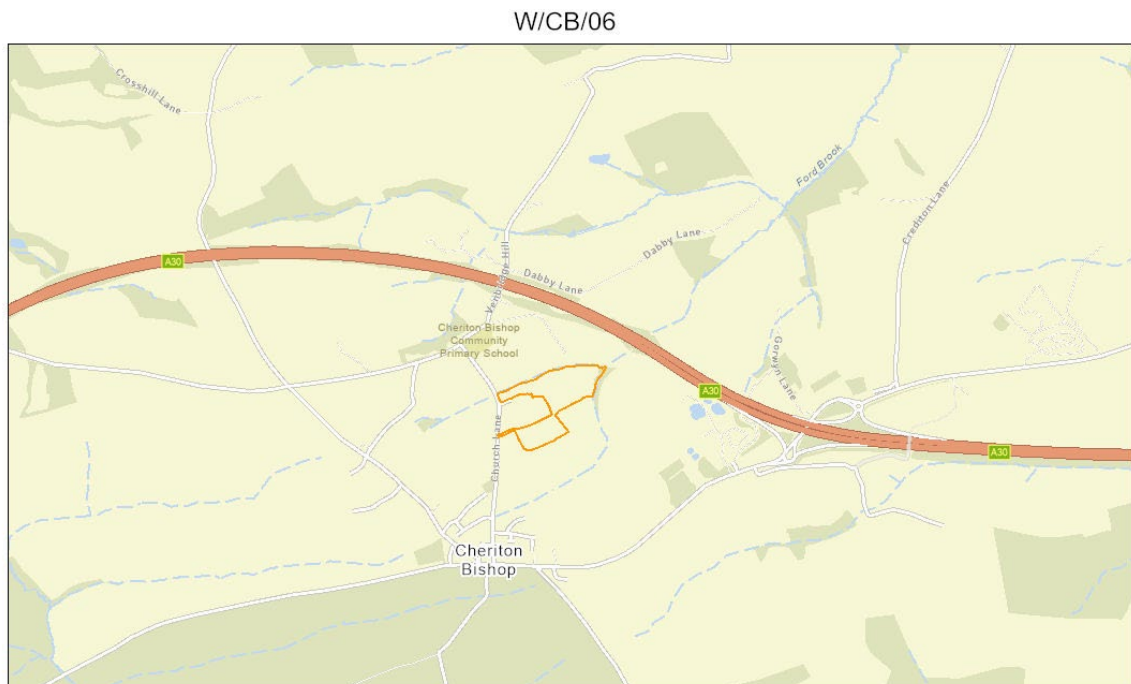 W/CB/06
Crosshill Lane
Ford Brook
Crediton Lane
Dabby Lane
A30
Venbridge Hill
Dabby Lane
Cheriton Bishop
Community
Primary School
Gorwyn Lane
A30
Church Lane
A30
Cheriton
Bishop